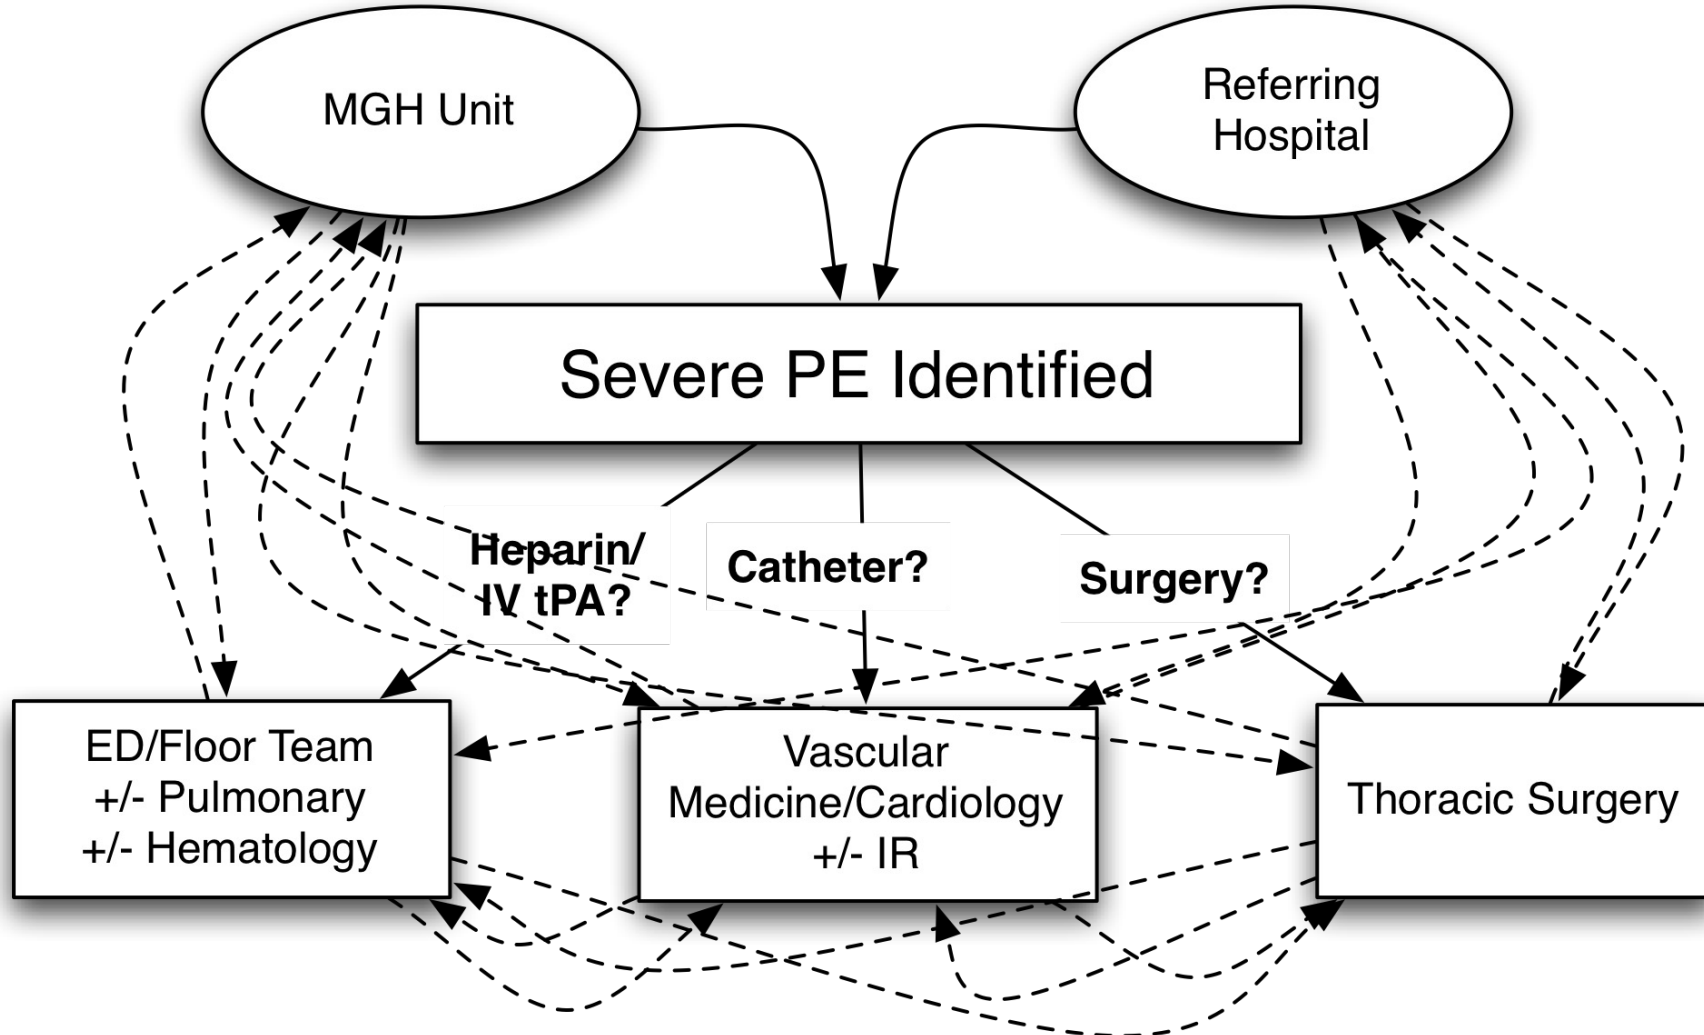 MGH Unit
Referring
Hospital
Severe PE Identified
Heparin/
IV tPA?
Catheter?
Surgery?
ED/Floor Team
+/- Pulmonary
+/- Hematology
Vascular
Medicine/Cardiology
+/- IR
Thoracic Surgery